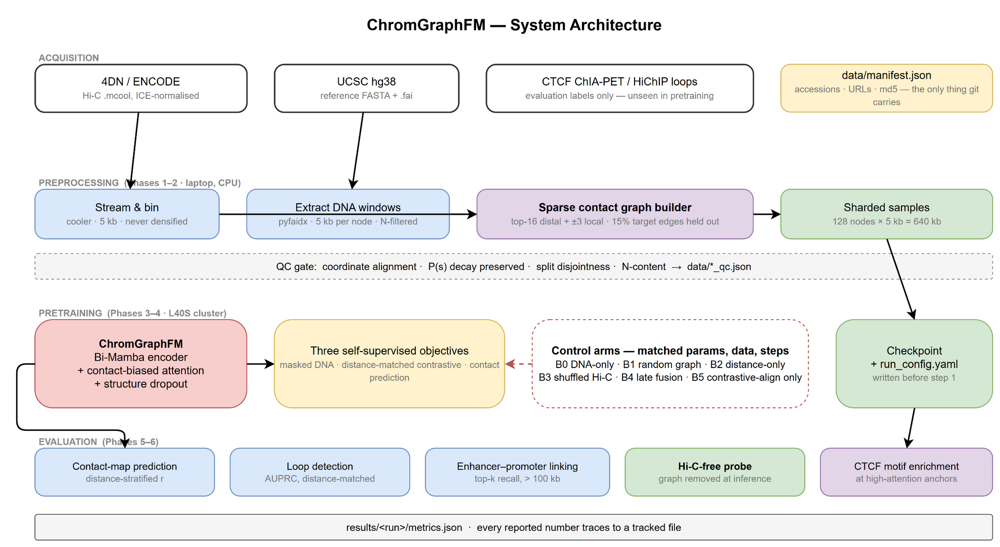 ChromGraphFM — System Architecture
ACQUISITION
4DN / ENCODE
Hi-C .mcool, ICE-normalised
UCSC hg38
reference FASTA + .fai
CTCF ChIA-PET / HiChIP loops
evaluation labels only — unseen in pretraining
data/manifest.json
accessions · URLs · md5 — the only thing git
carries
PREPROCESSING (Phases 1–2 · laptop, CPU)
Stream & bin
cooler · 5 kb · never densified
Extract DNA windows
pyfaidx · 5 kb per node · N-filtered
Sparse contact graph builder
top-16 distal + ±3 local · 15% target edges held out
Sharded samples
128 nodes × 5 kb = 640 kb
QC gate: coordinate alignment · P(s) decay preserved · split disjointness · N-content → data/*_qc.json
PRETRAINING (Phases 3–4 · L40S cluster)
ChromGraphFM
Bi-Mamba encoder
+ contact-biased attention
+ structure dropout
Three self-supervised objectives
masked DNA · distance-matched contrastive · contact
prediction
Control arms — matched params, data, steps
B0 DNA-only · B1 random graph · B2 distance-only
B3 shuffled Hi-C · B4 late fusion · B5 contrastive-align only
Checkpoint
+ run_config.yaml
written before step 1
EVALUATION (Phases 5–6)
Contact-map prediction
distance-stratified r
Loop detection
AUPRC, distance-matched
Enhancer–promoter linking
top-k recall, > 100 kb
Hi-C-free probe
graph removed at inference
CTCF motif enrichment
at high-attention anchors
results/<run>/metrics.json · every reported number traces to a tracked file